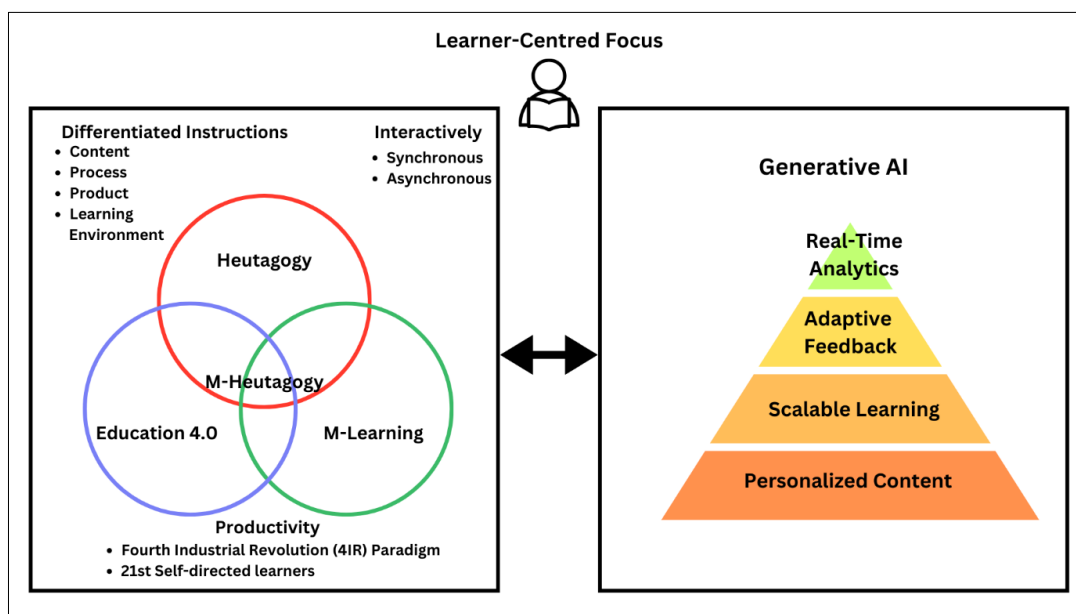 Learner-Centred Focus
Differentiated Instructions
• Content
• Process
• Product
• Learning
Environment
Interactively
• Synchronous
• Asynchronous
Heutagogy
M-Heutagogy
Education 4.0
M-Learning
Productivity
• Fourth Industrial Revolution (4IR) Paradigm
• 21st Self-directed learners
Generative AI
Real-Time
Analytics
Adaptive
Feedback
Scalable Learning
Personalized Content